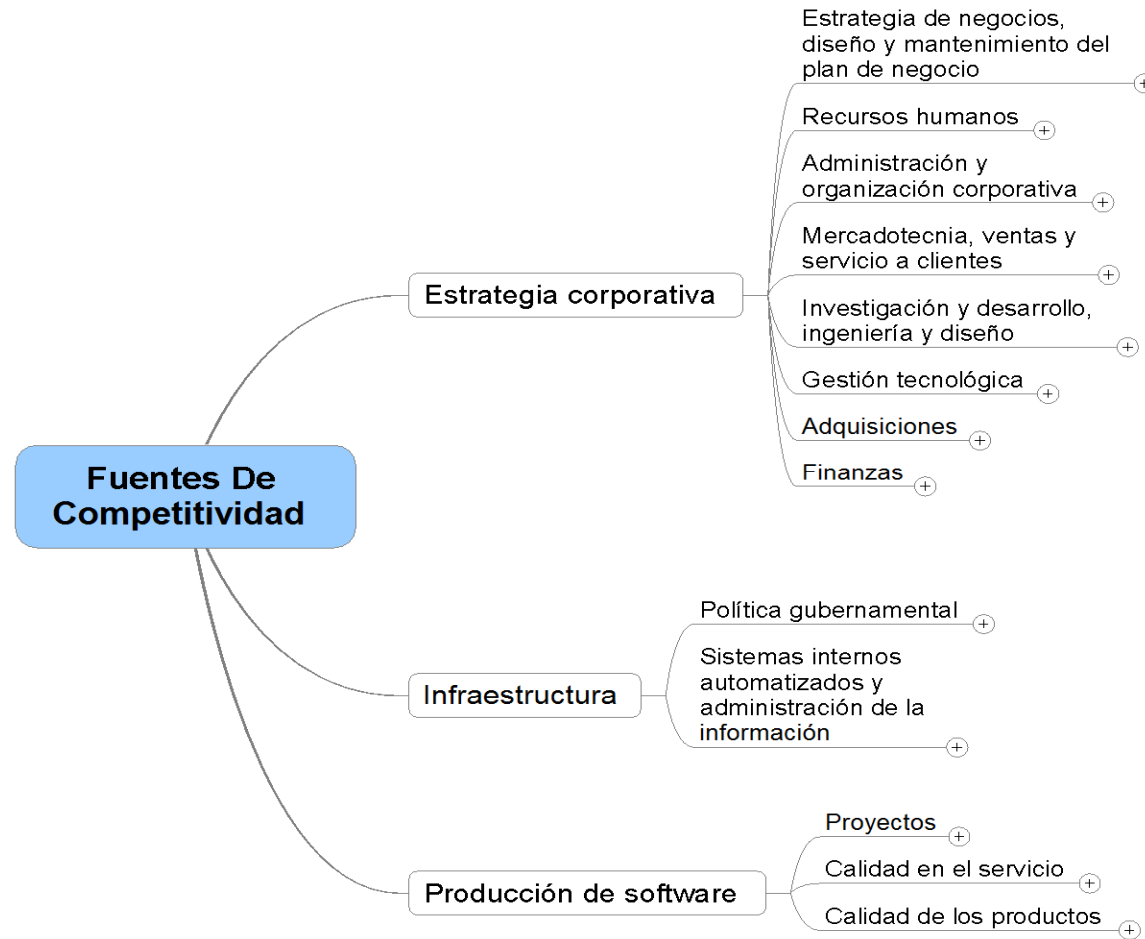 Fuentes De
Competitividad
Estrategia corporativa
Estrategia de negocios,
diseño y mantenimiento del
plan de negocio
Recursos humanos
Administración y
organización corporativa
Mercadotecnia, ventas y
servicio a clientes
Investigación y desarrollo,
ingeniería y diseño
Gestión tecnológica
Adquisiciones
Finanzas
Infraestructura
Política gubernamental
Sistemas internos
automatizados y
administración de la
información
Producción de software
Proyectos
Calidad en el servicio
Calidad de los productos